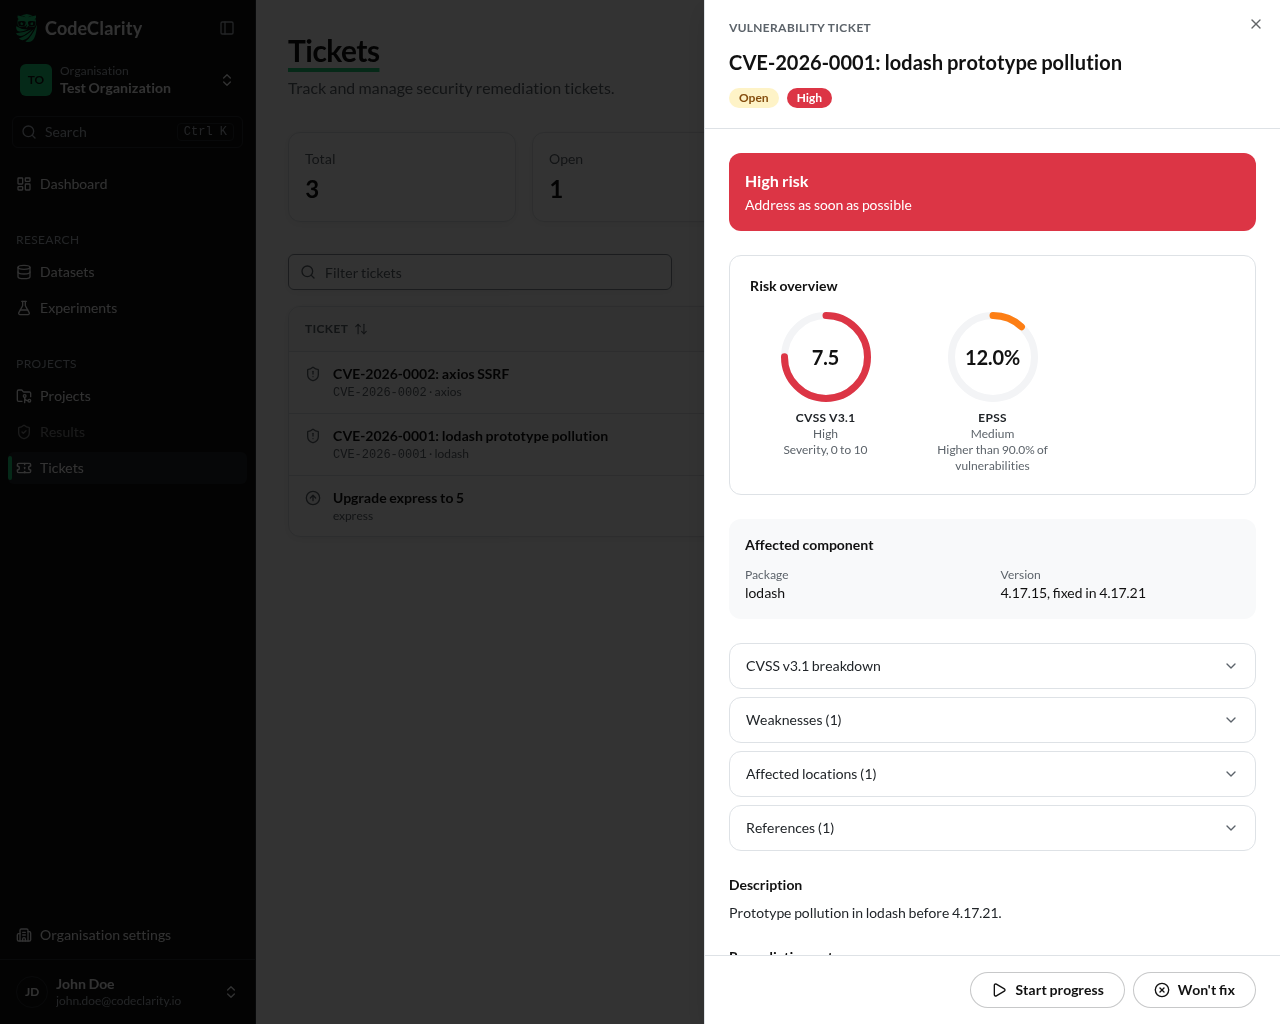 CodeClarity
TO
Organisation
Test Organization
Search
Ctrl K
Dashboard
RESEARCH
Datasets
Experiments
PROJECTS
Projects
Results
Tickets
Organisation settings
JD
John Doe
john.doe@codeclarity.io
Tickets
Track and manage security remediation tickets.
Total
3
Open
1
Filter tickets
TICKET
CVE-2026-0002: axios SSRF
CVE-2026-0002 · axios
CVE-2026-0001: lodash prototype pollution
CVE-2026-0001 · lodash
Upgrade express to 5
express
VULNERABILITY TICKET
CVE-2026-0001: lodash prototype pollution
Open
High
High risk
Address as soon as possible
Risk overview
7.5
CVSS V3.1
High
Severity, 0 to 10
12.0%
EPSS
Medium
Higher than 90.0% of
vulnerabilities
Affected component
Package
lodash
Version
4.17.15, fixed in 4.17.21
CVSS v3.1 breakdown
Weaknesses (1)
Affected locations (1)
References (1)
Description
Prototype pollution in lodash before 4.17.21.
Start progress
Won't fix